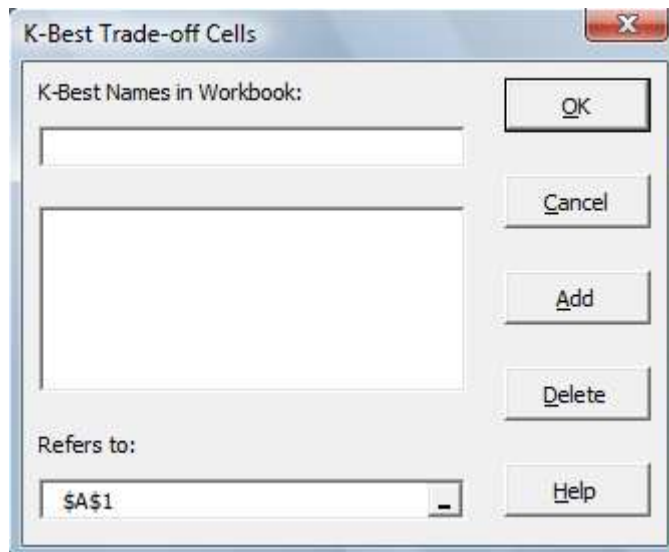 K-Best Trade-off Cells
K-Best Names in Workbook:
OK
Cancel
Add
Delete
Refers to:
$A$1
Help